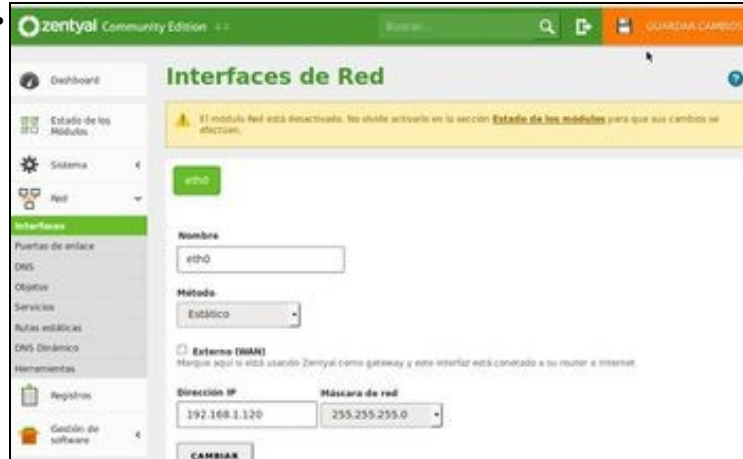 zentyal Community Edition 4.0
Buscar...
GUARDAR CAMBIOS
Dashboard
Estado de los
Módulos
Sistema
Red
Interfaces
Puertas de enlace
DNS
Objetos
Servicios
Rutas estáticas
DNS Dinámico
Herramientas
Registros
Gestión de
software
Interfaces de Red
El módulo Red está desactivado. No olvide activarlo en la sección Estado de los módulos para que sus cambios se
efectúen.
eth0
Nombre
eth0
Método
Estático
Externo (WAN)
Marque aquí si está usando Zentyal como gateway y este interfaz está conectado a su router a Internet.
Dirección IP
Máscara de red
192.168.1.120
255.255.255.0
CAMBIAR